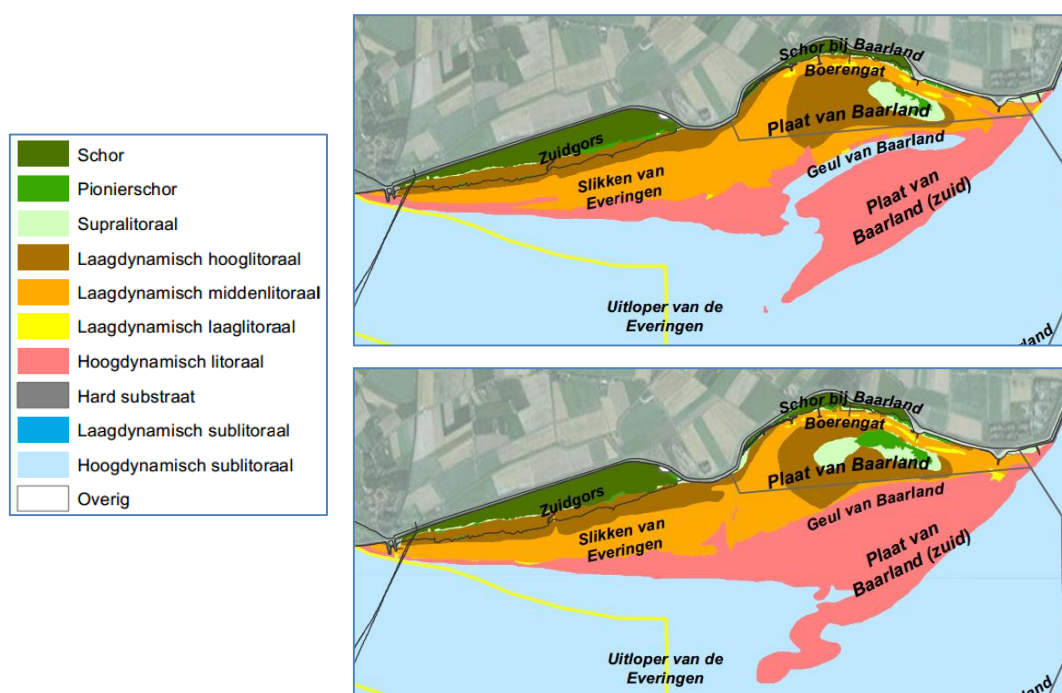 Schor
Pionierschor
Supralitoraal
Laagdynamisch hooglitoraal
Laagdynamisch middenlitoraal
Laagdynamisch laaglitoraal
Hoogdynamisch litoraal
Hard substraat
Laagdynamisch sublitoraal
Hoogdynamisch sublitoraal
Overig
Schor bij Baarland
Boerengat
Plaat van Baarland
Zuidgors
Geul van Baarland
Slikken van
Everingen
Plaat van
Baarland (zuid)
Uitloper van de
Everingen
land
Schor bij Baarland
Boerengat
Plaat van Baarland
Zuidgors
Geul van Baarland
Slikken van
Everingen
Plaat van
Baarland (zuid)
Uitloper van de
Everingen
land